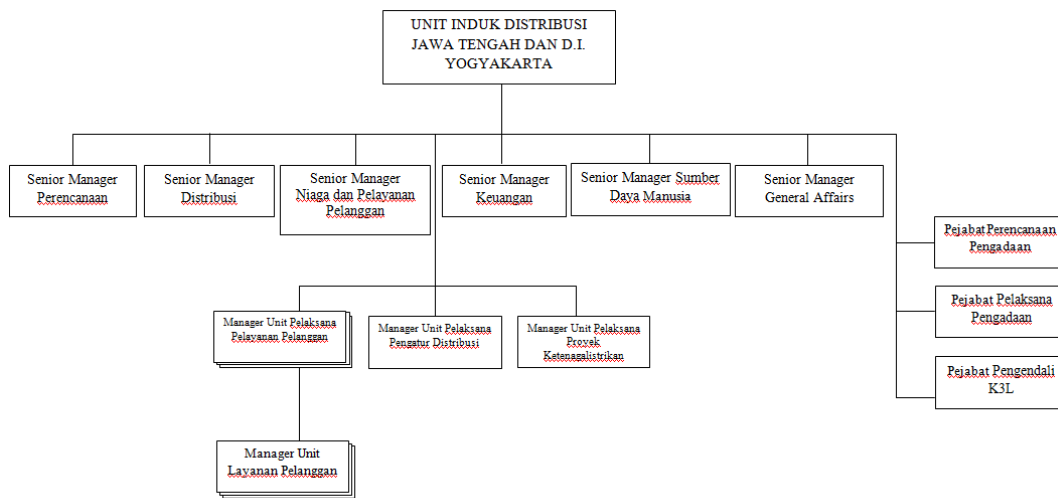 UNIT INDUK DISTRIBUSI
JAWA TENGAH DAN D.I.
YOGYAKARTA
Senior Manager
Perencanaan
Senior Manager
Distribusi
Senior Manager
Niaga dan Pelayanan
Pelanggan
Senior Manager
Keuangan
Senior Manager Sumber
Daya Manusia
Senior Manager
General Affairs
Pejabat Perencanaan
Pengadaan
Pejabat Pelaksana
Pengadaan
Pejabat Pengendali
K3L
Manager Unit Pelaksana
Pelayanan Pelanggan
Manager Unit Pelaksana
Pengatur Distribusi
Manager Unit Pelaksana
Proyek
Ketenagalistrikan
Manager Unit
Layanan Pelanggan